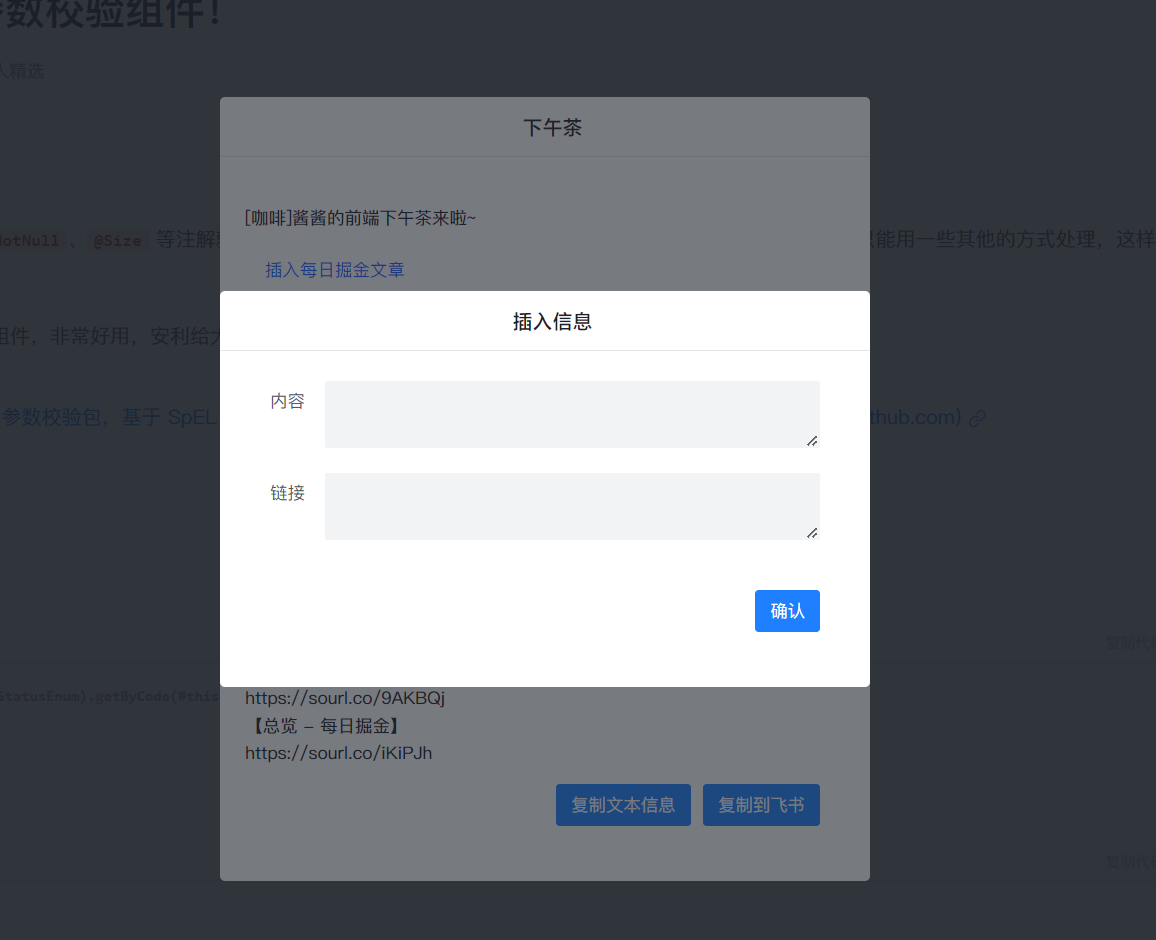 参数校验组件！
人精选
下午茶
[咖啡]酱酱的前端下午茶来啦~
NotNull 、 @Size 等注解
只能用一些其他的方式处理，这样
插入每日掘金文章
插入信息
组件，非常好用，安利给大
内容
参数校验包，基于 SpEL
thub.com)
链接
确认
复制代
StatusEnum).getByCode(#this
https://sourl.co/9AKBQj
【总览 - 每日掘金】
https://sourl.co/iKiPJh
复制文本信息 复制到飞书
复制代